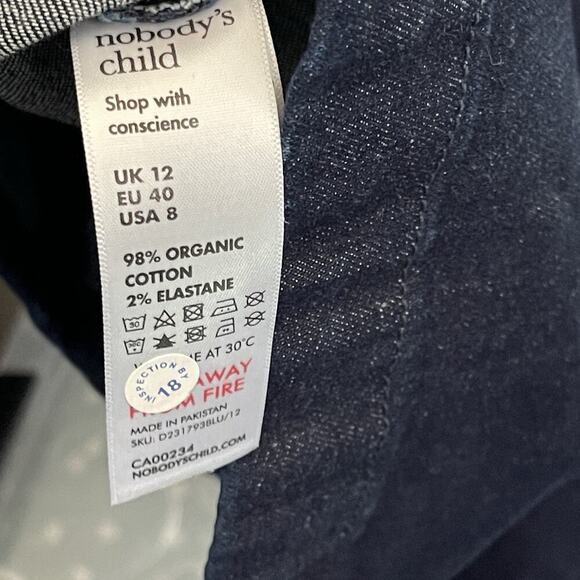 nobody's
child
Shop with
conscience
UK 12
EU 40
USA 8
98% ORGANIC
COTTON
2% ELASTANE
30
AT 30°C
AWAY
FIRE
INSPECTION BY
18
MADE IN PAKISTAN
SKU: D231793BLU/12
CA00234
NOBODYSCHILD.COM